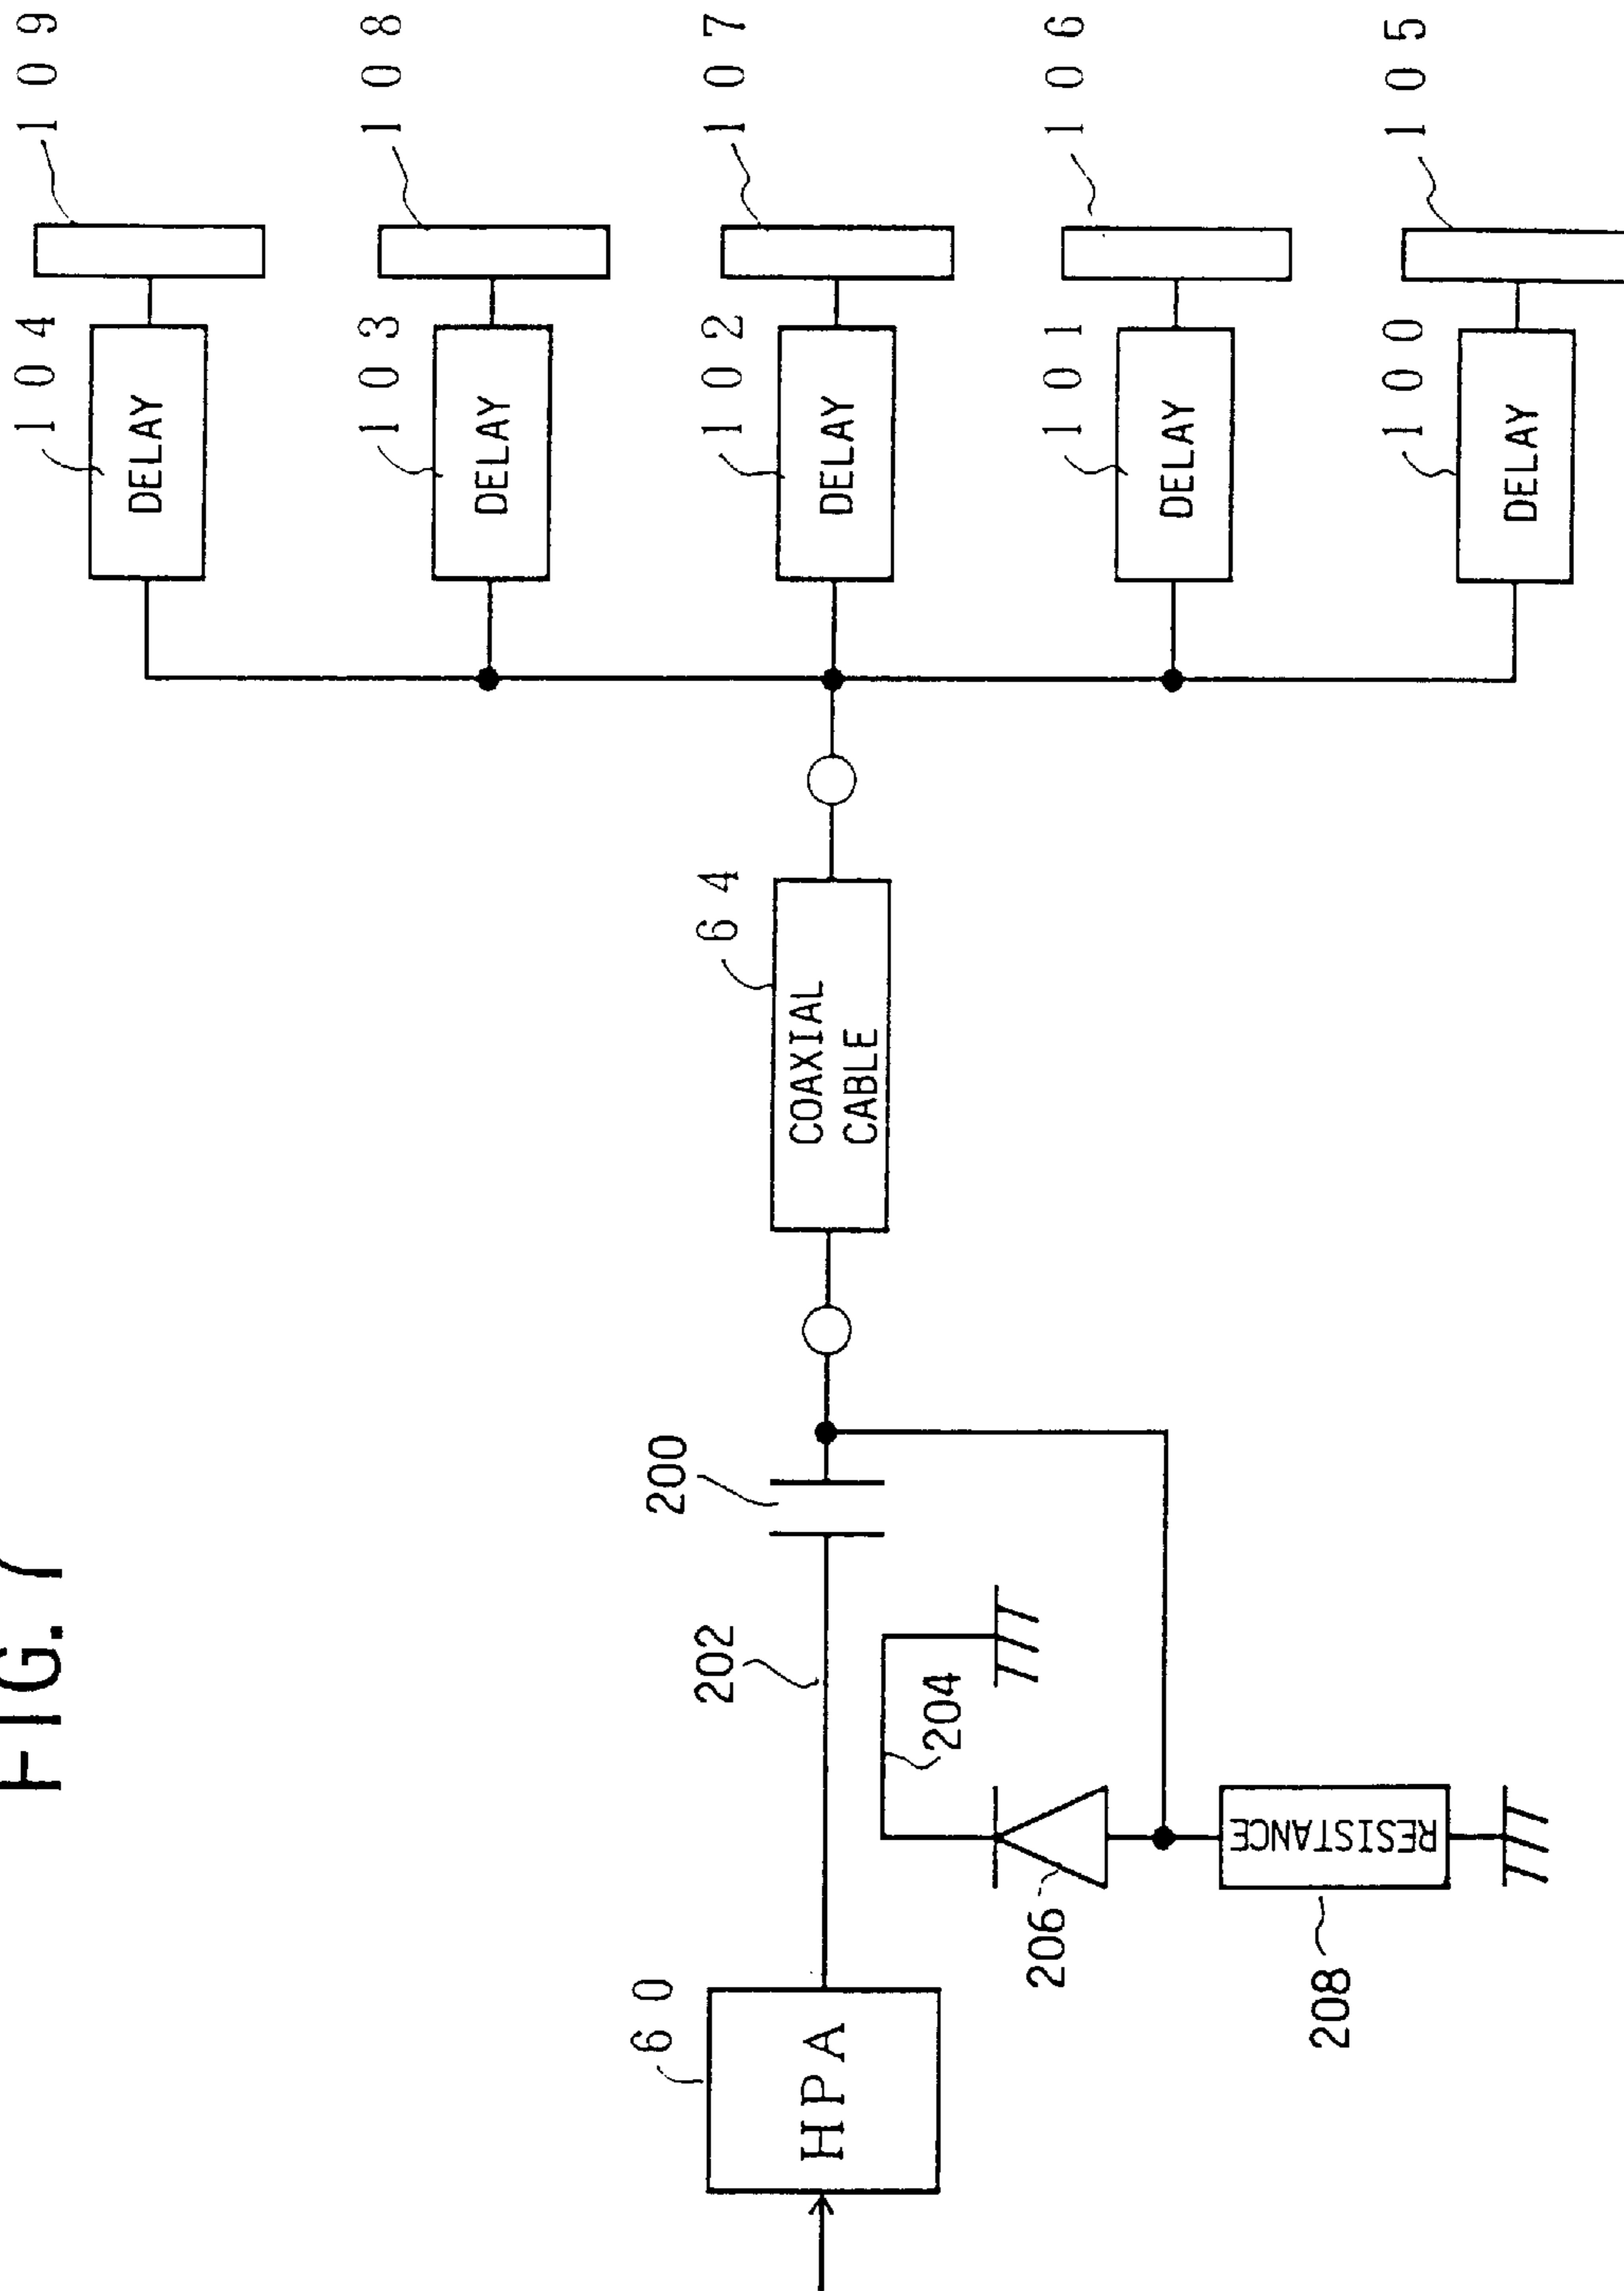 FIG. 7
109
108
107
106
105
104
103
102
101
100
DELAY
DELAY
DELAY
DELAY
DELAY
64
COAXIAL
CABLE
200
202
204
206
208
RESISTANCE
60
HPA